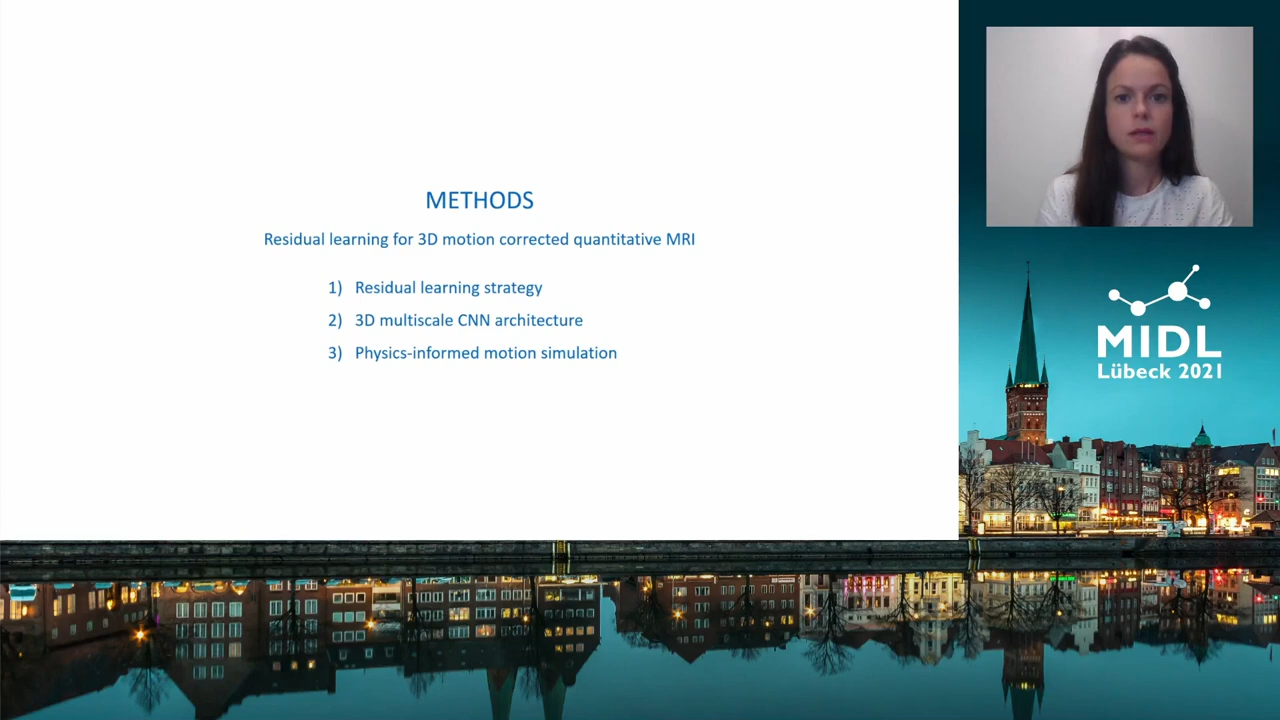 METHODS
Residual learning for 3D motion corrected quantitative MRI
1) Residual learning strategy
2) 3D multiscale CNN architecture
3) Physics-informed motion simulation
MIDL
Lübeck 2021